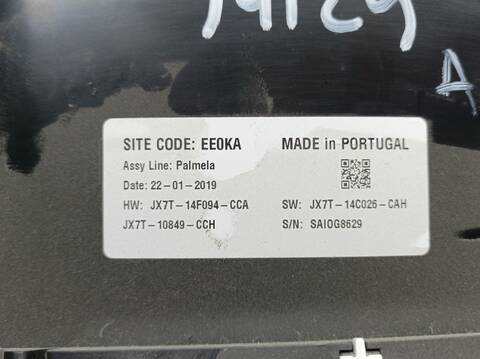 A
SITE CODE: EE0KA MADE in PORTUGAL
Assy Line: Palmela
Date: 22-01-2019
HW: JX7T-14F094-CCA SW: JX7T-14C026-CAH
JX7T-10849-CCH S/N: SAI0G8629